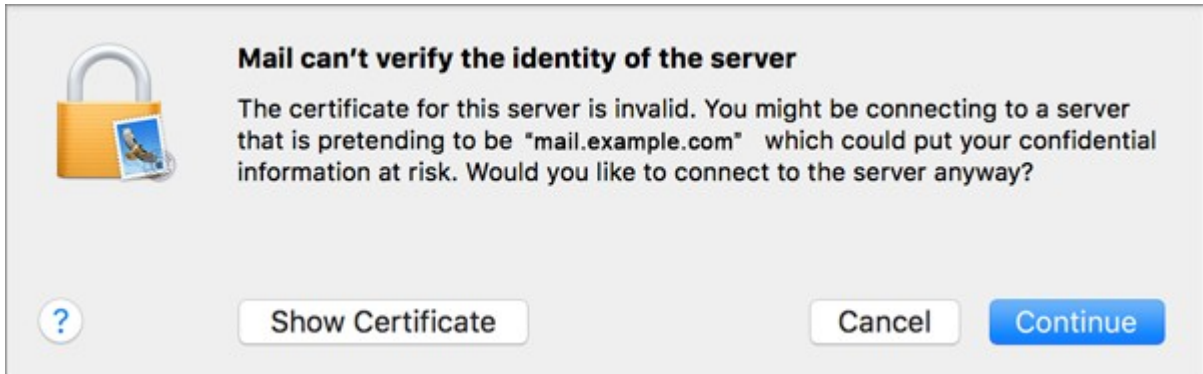 Mail can’t verify the identity of the server
The certificate for this server is invalid. You might be connecting to a server
that is pretending to be “mail.example.com” which could put your confidential
information at risk. Would you like to connect to the server anyway?
?
Show Certificate
Cancel
Continue